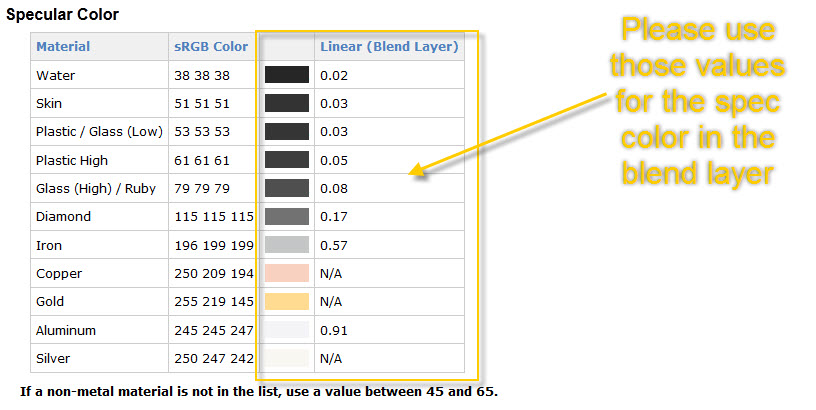 Specular Color
Material sRGB Color Linear (Blend Layer)
Water 38 38 38 0.02
Skin 51 51 51 0.03
Plastic / Glass (Low) 53 53 53 0.03
Plastic High 61 61 61 0.05
Glass (High) / Ruby 79 79 79 0.08
Diamond 115 115 115 0.17
Iron 196 199 199 0.57
Copper 250 209 194 N/A
Gold 255 219 145 N/A
Aluminum 245 245 247 0.91
Silver 250 247 242 N/A
If a non-metal material is not in the list, use a value between 45 and 65.
Please use
those values
for the spec
color in the
blend layer